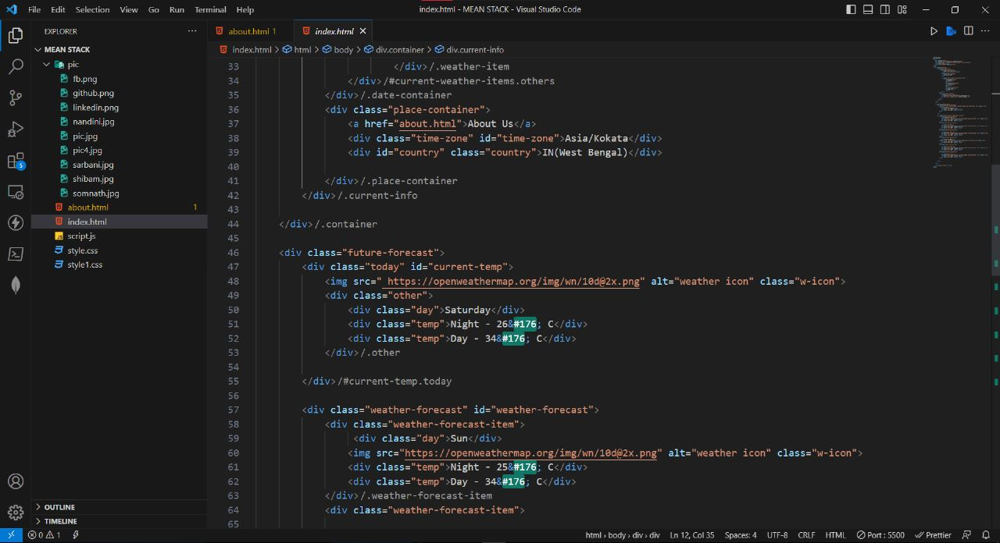 File Edit Selection View Go Run Terminal Help index.html - MEAN STACK - Visual Studio Code
EXPLORER
MEAN STACK
pic
fb.png
github.png
linkedin.png
nandini.jpg
pic.jpg
pic4.jpg
sarbani.jpg
shibam.jpg
somnath.jpg
about.html 1
index.html
JS script.js
style.css
style1.css
OUTLINE
TIMELINE
5
about.html 1 index.html
index.html > html > body > div.container > div.current-info
33 </div>/.weather-item
34 </div>/#current-weather-items.others
35 </div>/.date-container
36 <div class="place-container">
37 <a href="about.html">About Us</a>
38 <div class="time-zone" id="time-zone">Asia/Kokata</div>
39 <div id="country" class="country">IN(West Bengal)</div>
40
41 </div>/.place-container
42 </div>/.current-info
43
44 </div>/.container
45
46 <div class="future-forecast">
47 <div class="today" id="current-temp">
48 <img src=" https://openweathermap.org/img/wn/10d@2x.png" alt="weather icon" class="w-icon">
49 <div class="other">
50 <div class="day">Saturday</div>
51 <div class="temp">Night - 26&#176; C</div>
52 <div class="temp">Day - 34&#176; C</div>
53 </div>/.other
54
55 </div>/#current-temp.today
56
57 <div class="weather-forecast" id="weather-forecast">
58 <div class="weather-forecast-item">
59 <div class="day">Sun</div>
60 <img src="https://openweathermap.org/img/wn/10d@2x.png" alt="weather icon" class="w-icon">
61 <div class="temp">Night - 25&#176; C</div>
62 <div class="temp">Day - 34&#176; C</div>
63 </div>/.weather-forecast-item
64 <div class="weather-forecast-item">
65
0 1 html > body > div > div Ln 12, Col 35 Spaces: 4 UTF-8 CRLF HTML Port : 5500 Prettier